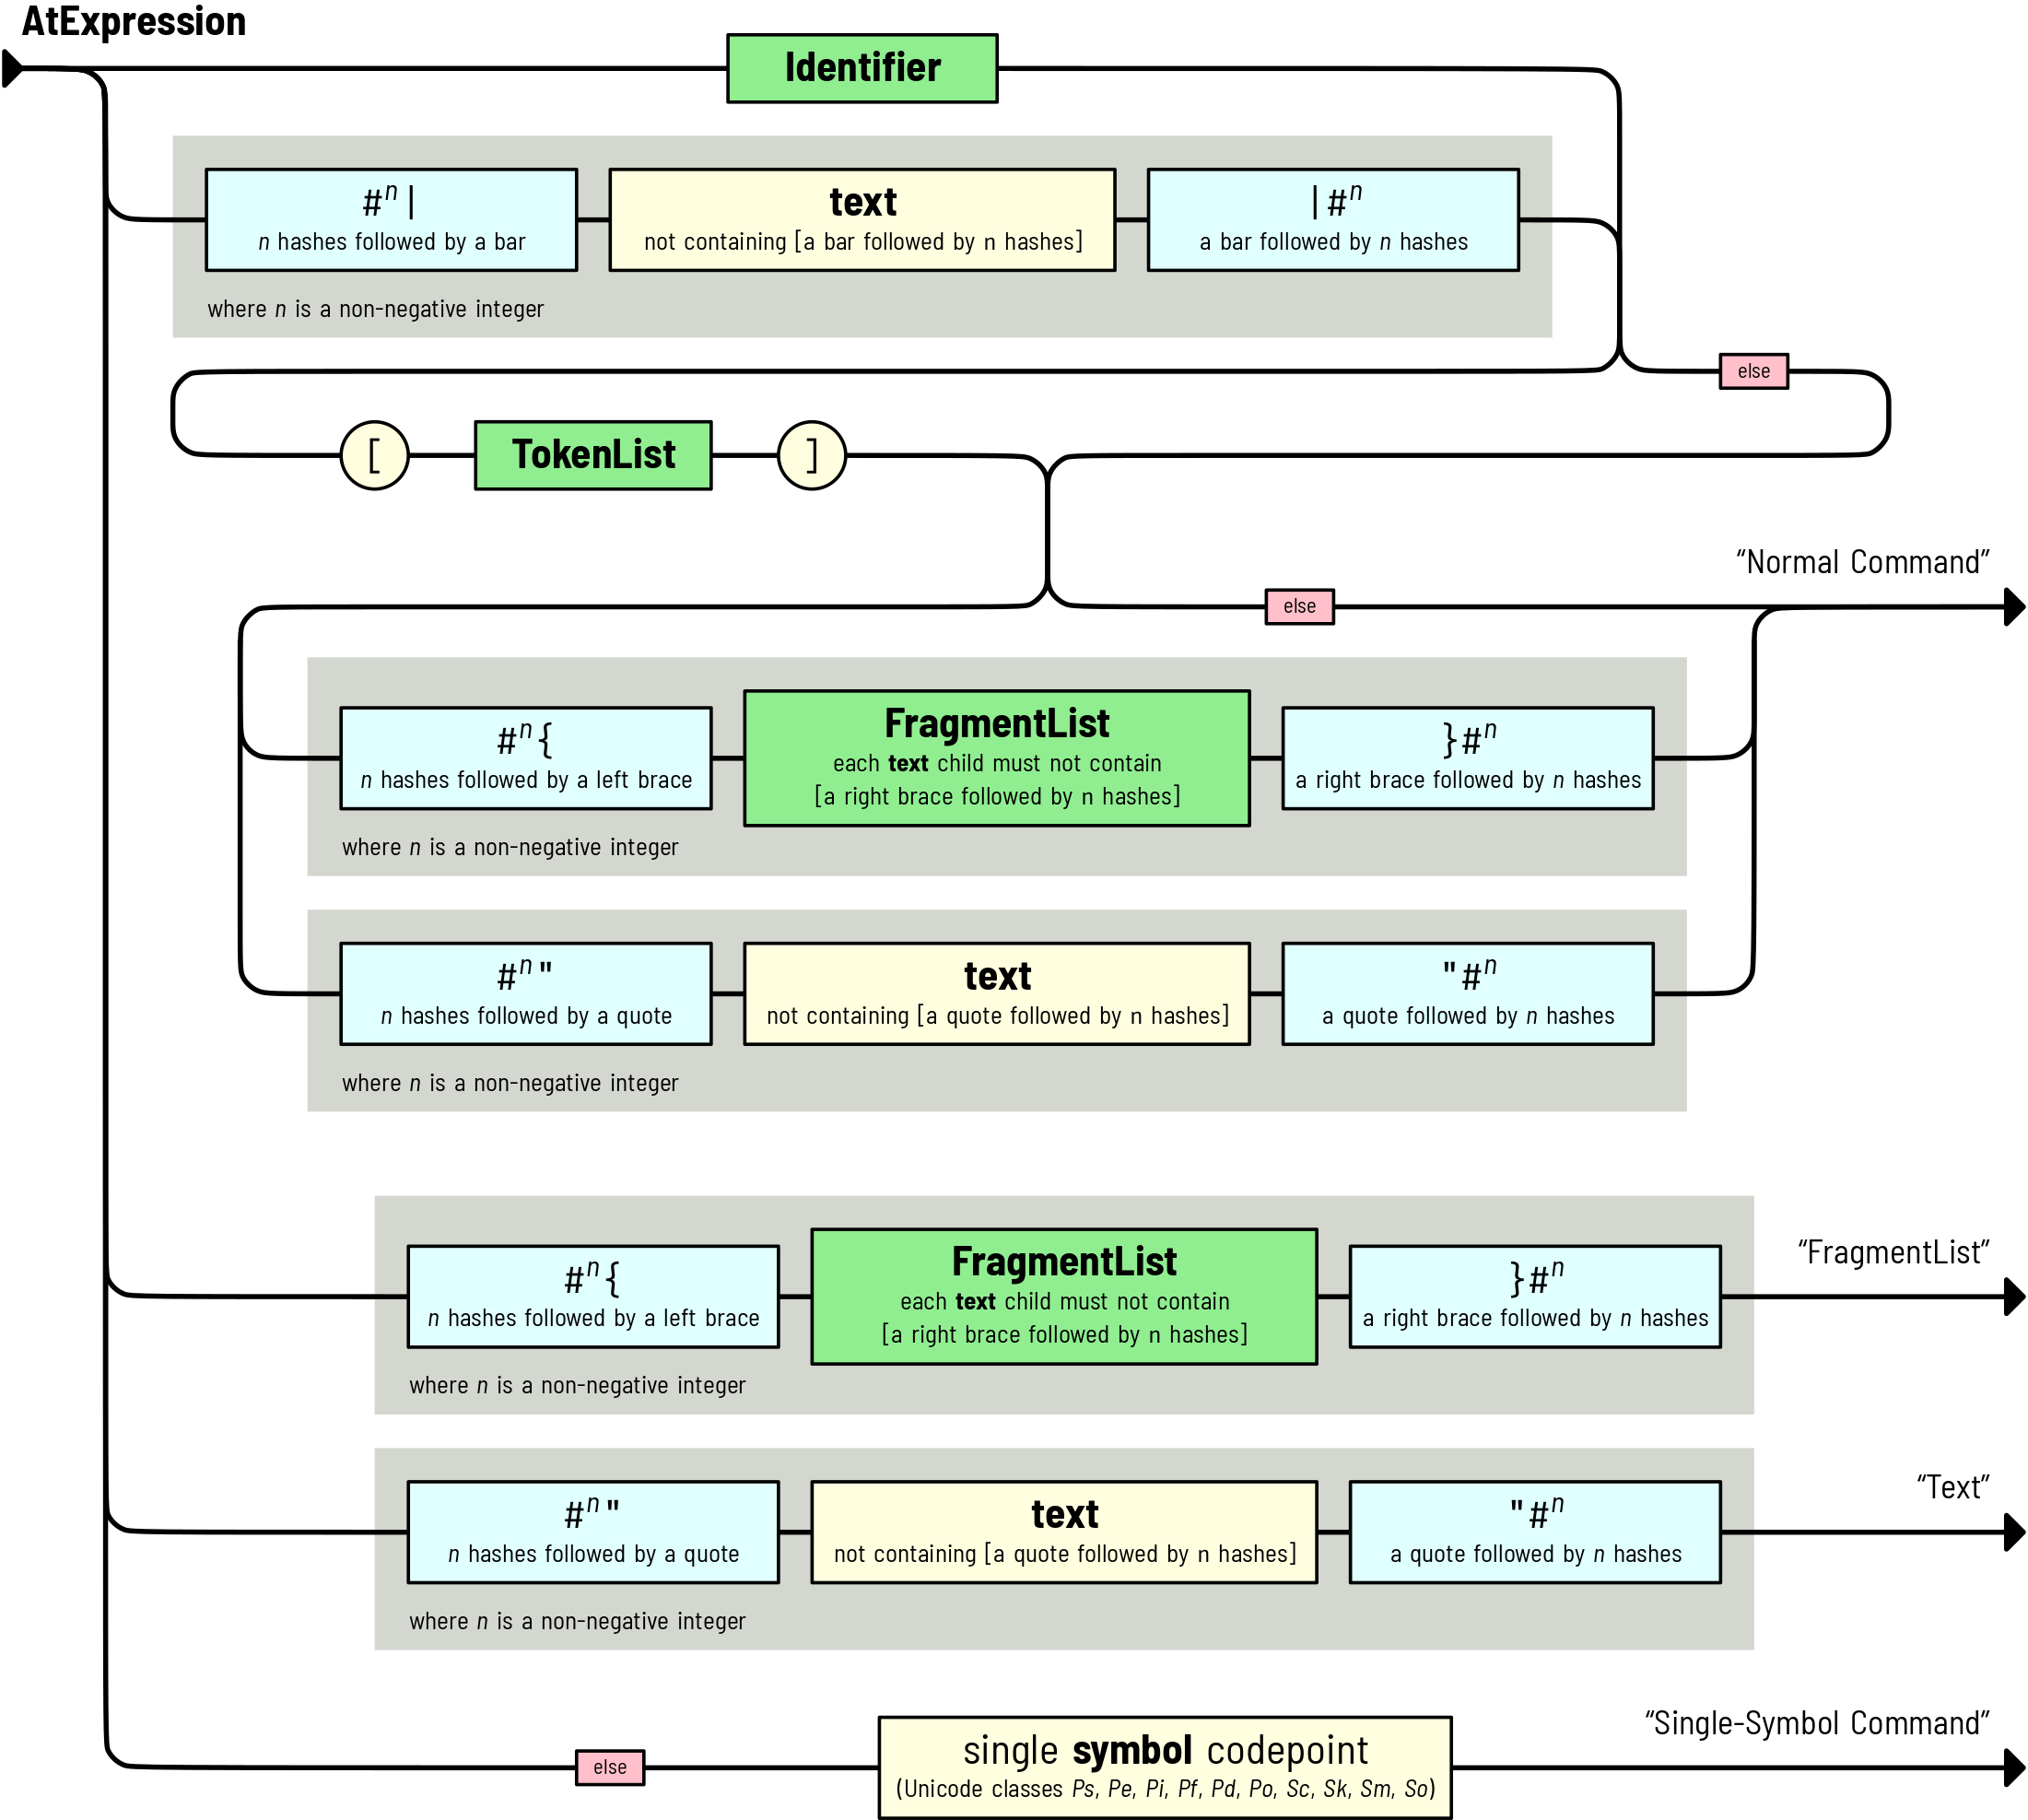 AtExpression
Identifier
#n| text |#n
n hashes followed by a bar not containing [a bar followed by n hashes] a bar followed by n hashes
where n is a non-negative integer
else
[ TokenList ]
“Normal Command”
else
#n{ FragmentList }#n
n hashes followed by a left brace each text child must not contain a right brace followed by n hashes
[a right brace followed by n hashes]
where n is a non-negative integer
#n" text "#n
n hashes followed by a quote not containing [a quote followed by n hashes] a quote followed by n hashes
where n is a non-negative integer
“FragmentList”
#n{ FragmentList }#n
n hashes followed by a left brace each text child must not contain a right brace followed by n hashes
[a right brace followed by n hashes]
where n is a non-negative integer
“Text”
#n" text "#n
n hashes followed by a quote not containing [a quote followed by n hashes] a quote followed by n hashes
where n is a non-negative integer
“Single-Symbol Command”
else single symbol codepoint
(Unicode classes Ps, Pe, Pi, Pf, Pd, Po, Sc, Sk, Sm, So)